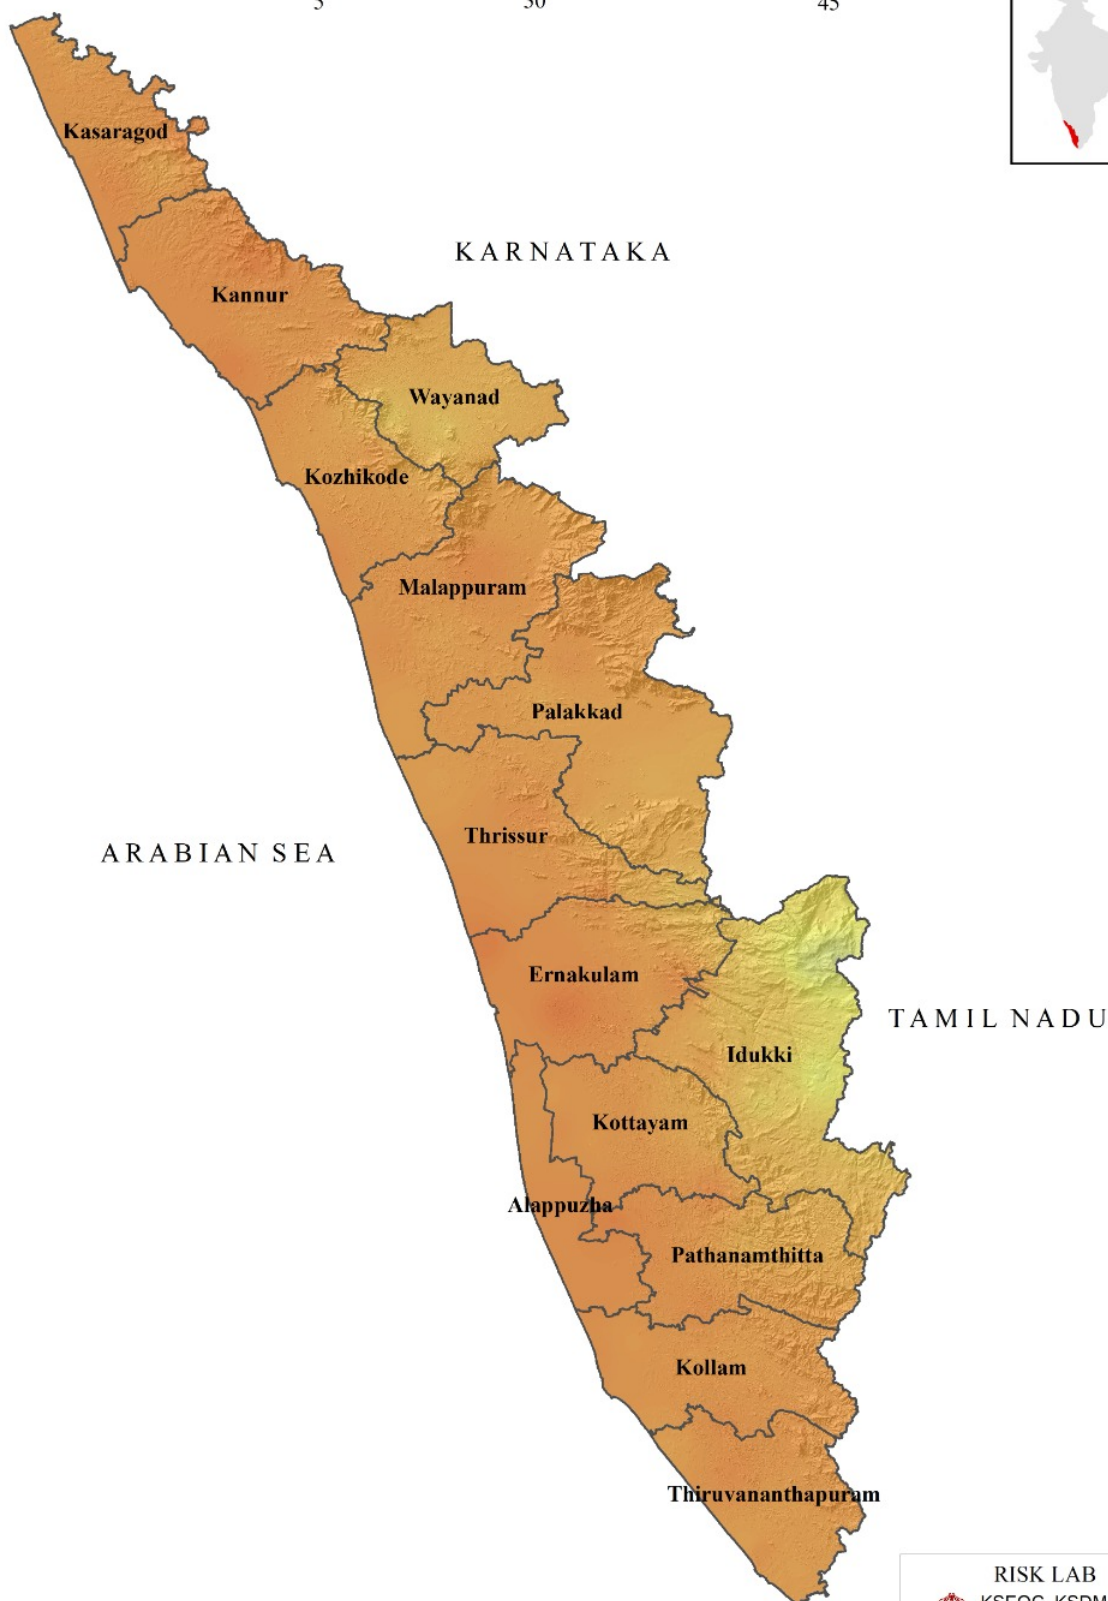 45
Kasaragod
KARNATAKA
Kannur
Wayanad
Kozhikode
Malappuram
Palakkad
Thrissur
ARABIAN SEA
Ernakulam
TAMIL NADU
Idukki
Kottayam
Alappuzha
Pathanamthitta
Kollam
Thiruvananthapuram
RISK LAB